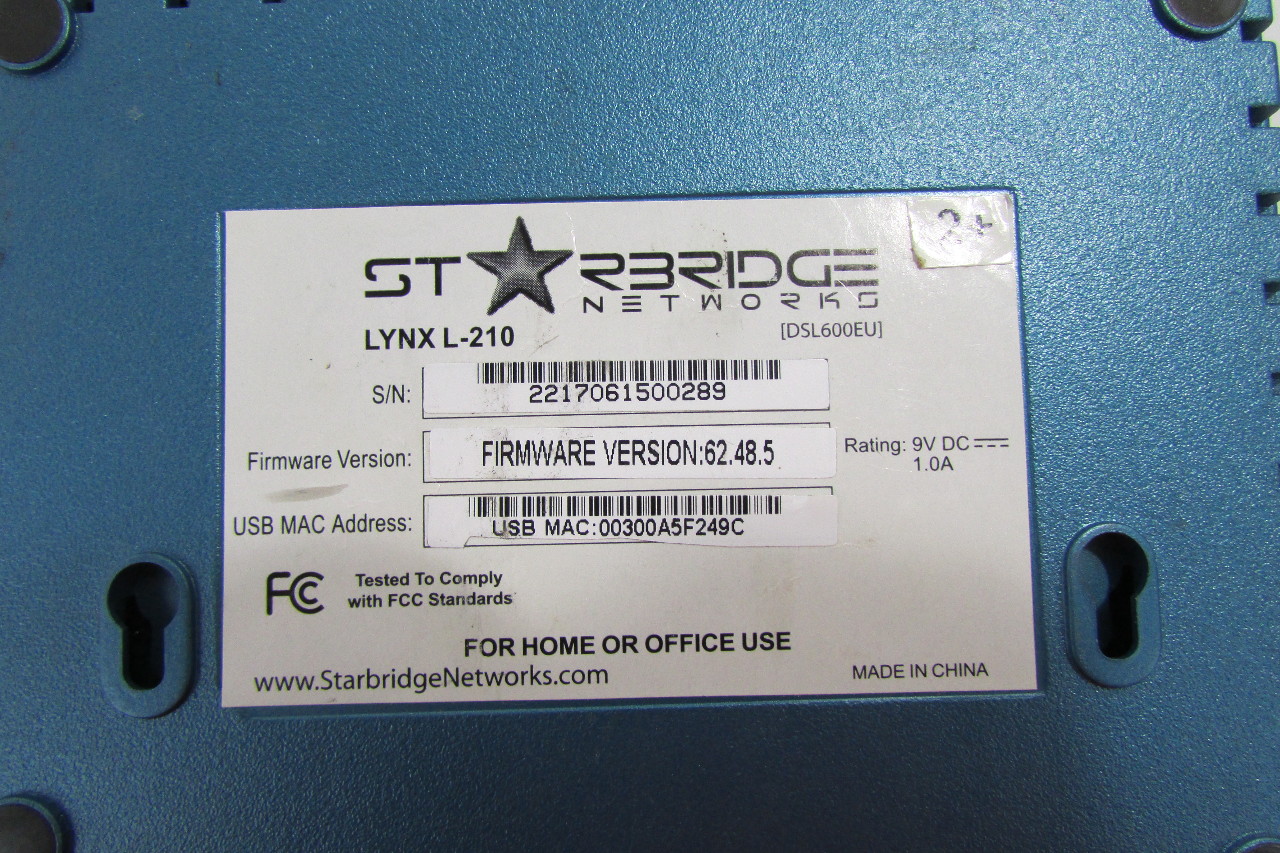 2+
ST★RBRIDGE
NETWORKS
LYNX L-210
[DSL600EU]
S/N:
2217061500289
Firmware Version:
FIRMWARE VERSION:62.48.5
Rating: 9V DC
1.0A
USB MAC Address:
USB MAC:00300A5F249C
FC
Tested To Comply
with FCC Standards
FOR HOME OR OFFICE USE
www.StarbridgeNetworks.com
MADE IN CHINA